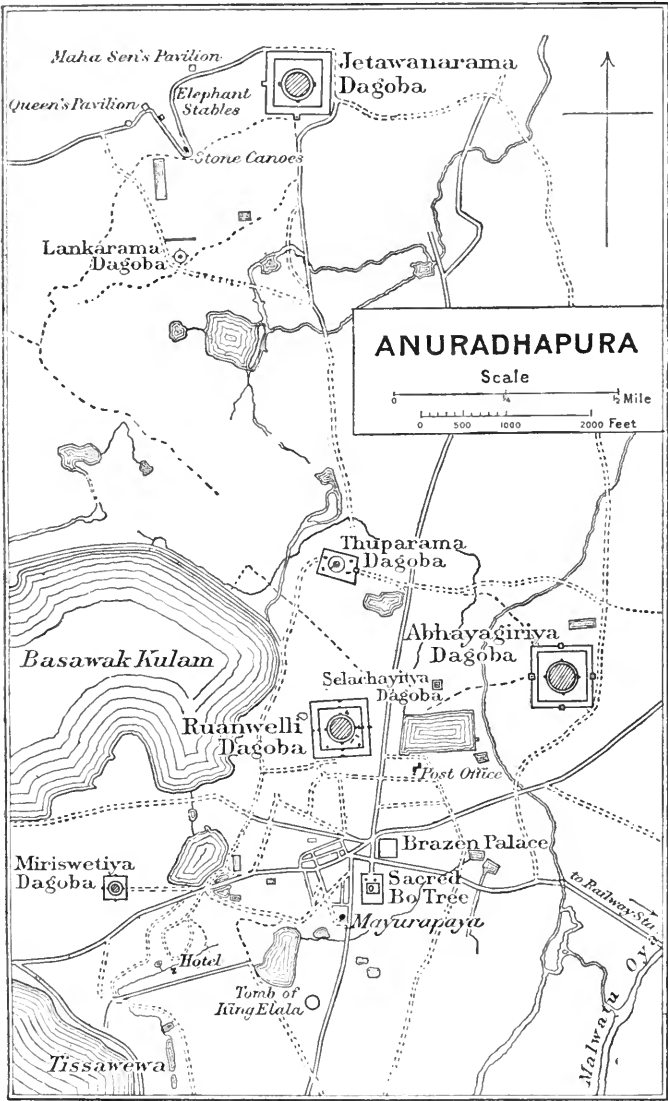 Maha Sen's Pavilion
Jetawanarama
Dagoba
Queen's Pavilion
Elephant
Stables
Stone Canoes
Lankarama
Dagoba
ANURADHAPURA
Scale
0 ¼ ½ Mile
0 500 1000 2000 Feet
Thuparama
Dagoba
Abhayagiriya
Dagoba
Basawak Kulam
Selachayitya
Dagoba
Ruanwelli
Dagoba
Post Office
Brazen Palace
Miriswetiya
Dagoba
Sacred
Bo Tree
to Railway Sta.
Mayurapaya
Hotel
Tomb of
King Elala
Malwatu Oya
Tissawewa